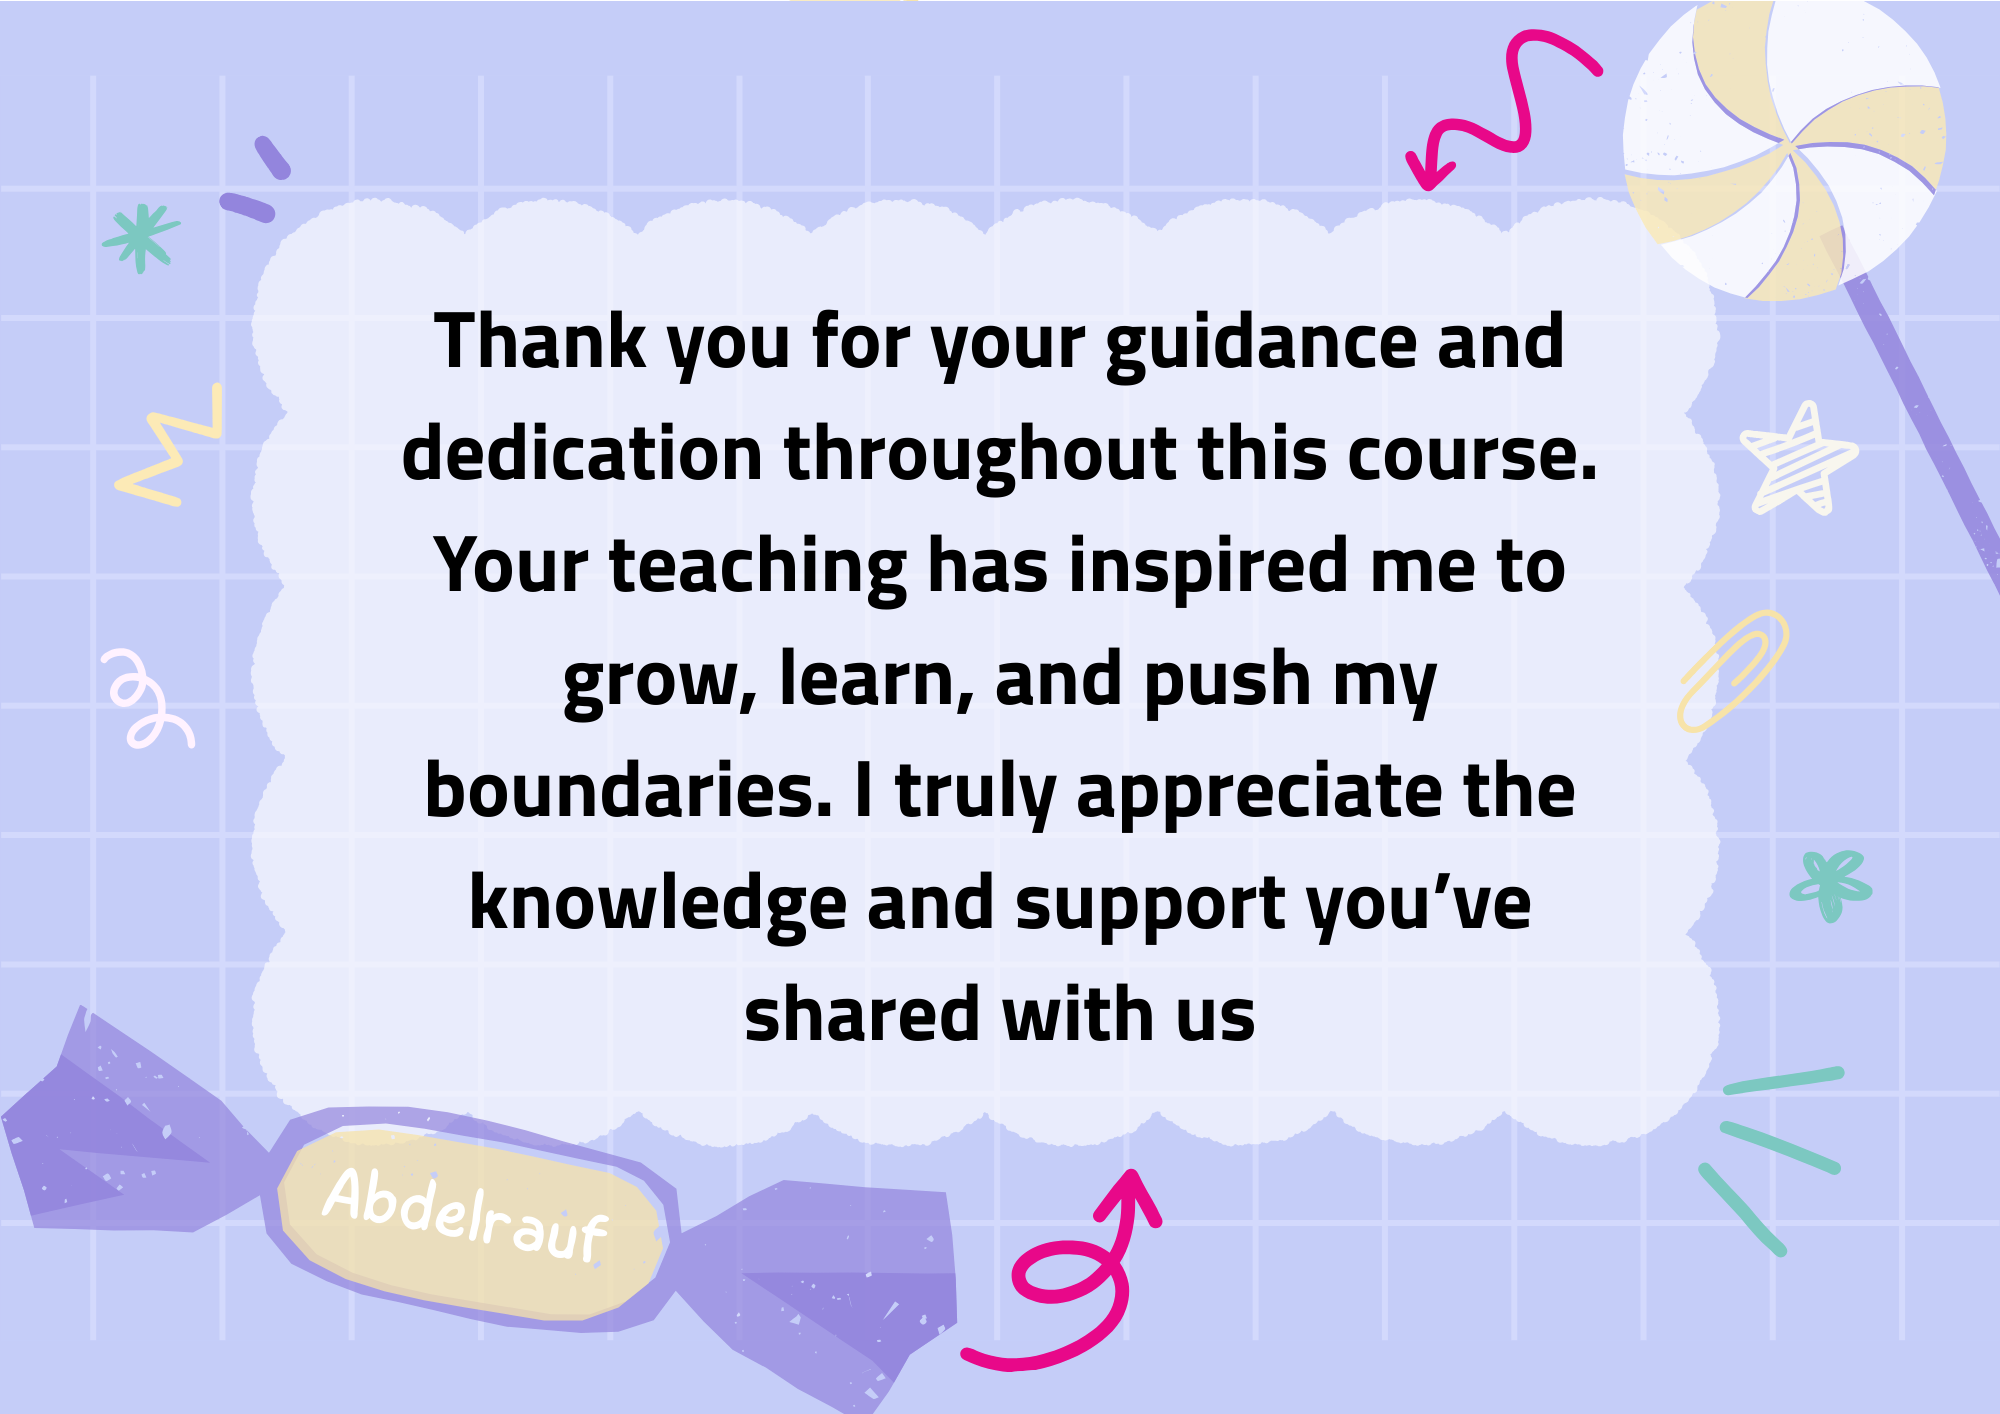 Thank you for your guidance and
dedication throughout this course.
Your teaching has inspired me to
grow, learn, and push my
boundaries. I truly appreciate the
knowledge and support you’ve
shared with us
Abdelrauf